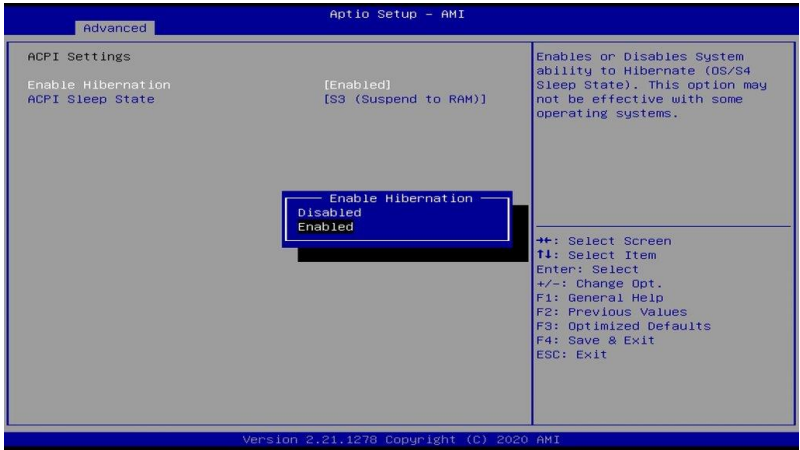 Aptio Setup - AMI
Advanced
ACPI Settings
Enable Hibernation [Enabled]
ACPI Sleep State [S3 (Suspend to RAM)]
Enables or Disables System
ability to Hibernate (OS/S4
Sleep State). This option may
not be effective with some
operating systems.
Enable Hibernation
Disabled
Enabled
→←: Select Screen
↑↓: Select Item
Enter: Select
+/-: Change Opt.
F1: General Help
F2: Previous Values
F3: Optimized Defaults
F4: Save & Exit
ESC: Exit
Version 2.21.1278 Copyright (C) 2020 AMI